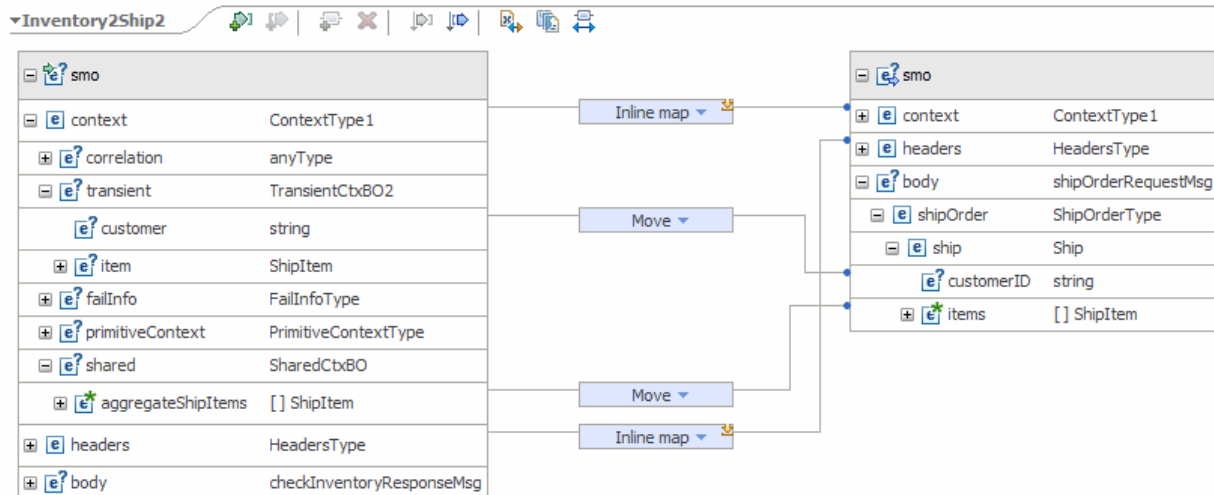 Inventory2Ship2
smo
context ContextType1
correlation anyType
transient TransientCtxBO2
customer string
item ShipItem
failInfo FailInfoType
primitiveContext PrimitiveContextType
shared SharedCtxBO
aggregateShipItems [ ] ShipItem
headers HeadersType
body checkInventoryResponseMsg
Inline map
Move
Move
Inline map
smo
context ContextType1
headers HeadersType
body shipOrderRequestMsg
shipOrder ShipOrderType
ship Ship
customerID string
items [ ] ShipItem